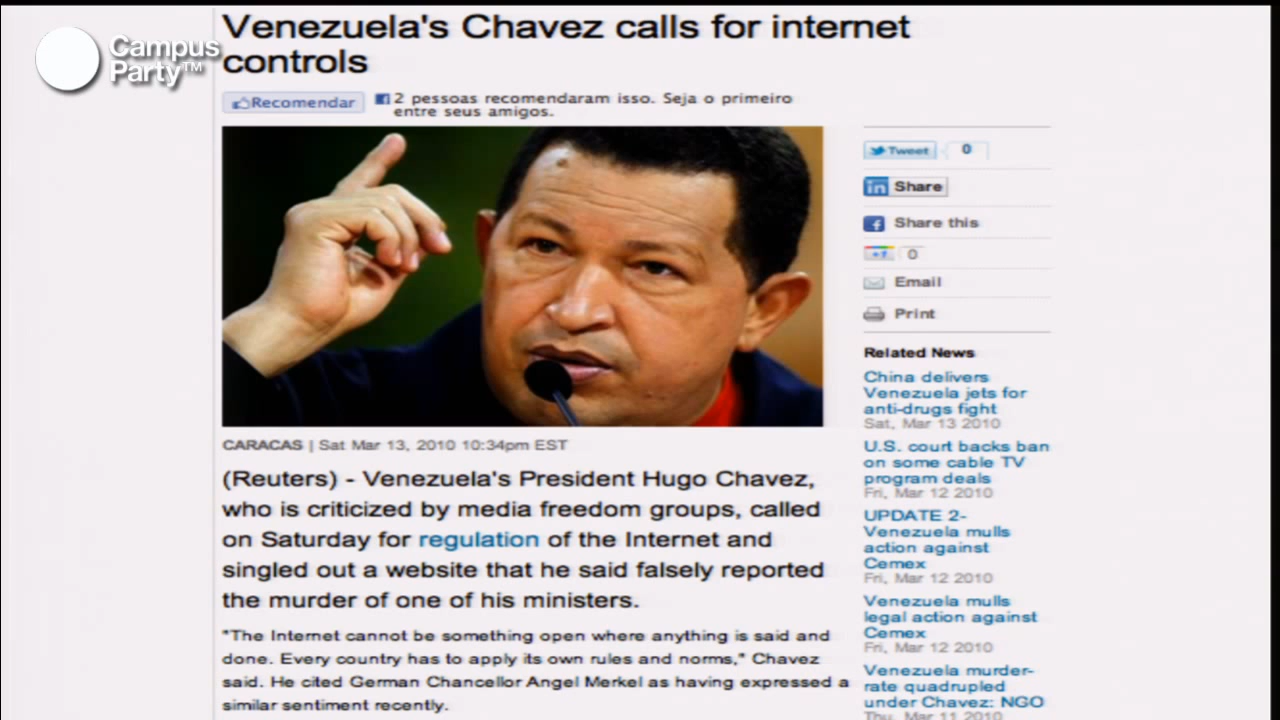 Campus
Party™
Venezuela's Chavez calls for internet
controls
Recomendar
2 pessoas recomendaram isso. Seja o primeiro
entre seus amigos.
CARACAS | Sat Mar 13, 2010 10:34pm EST
(Reuters) - Venezuela's President Hugo Chavez,
who is criticized by media freedom groups, called
on Saturday for regulation of the Internet and
singled out a website that he said falsely reported
the murder of one of his ministers.
"The Internet cannot be something open where anything is said and
done. Every country has to apply its own rules and norms," Chavez
said. He cited German Chancellor Angel Merkel as having expressed a
similar sentiment recently.
Tweet 0
in Share
f Share this
+1 0
Email
Print
Related News
China delivers
Venezuela jets for
anti-drugs fight
Sat, Mar 13 2010
U.S. court backs ban
on some cable TV
program deals
Fri, Mar 12 2010
UPDATE 2-
Venezuela mulls
action against
Cemex
Fri, Mar 12 2010
Venezuela mulls
legal action against
Cemex
Fri, Mar 12 2010
Venezuela murder-
rate quadrupled
under Chavez: NGO
Thu, Mar 11 2010